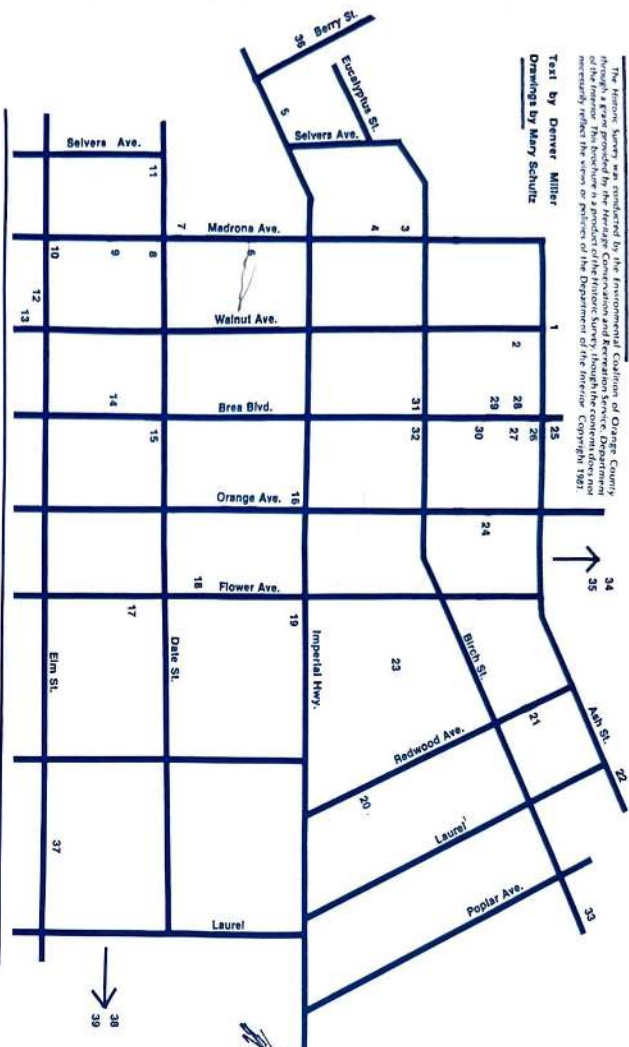 The Historic Survey was conducted by the Environmental Coalition of Orange County
through a grant provided by the Heritage Conservation and Recreation Service, Department
of the Interior. This brochure is a product of the Historic Survey, though the contents does not
necessarily reflect the views or policies of the Department of the Interior. Copyright 1981.
Text by Denver Miller
Drawings by Mary Schultz
36 Berry St.
Eucalyptus St.
5
Selvers Ave.
Selvera Ave.
11
Madrona Ave.
3
4
6
7
8
9
10
Walnut Ave.
1
2
12
13
Brea Blvd.
25
26
27
28
29
30
31
32
14
15
Orange Ave.
16
24
34
35
Flower Ave.
17
18
19
Elm St.
Date St.
Imperial Hwy.
Birch St.
Ash St.
23
Redwood Ave.
20
21
22
Laurel
33
Poplar Ave.
37
Laurel
38
39